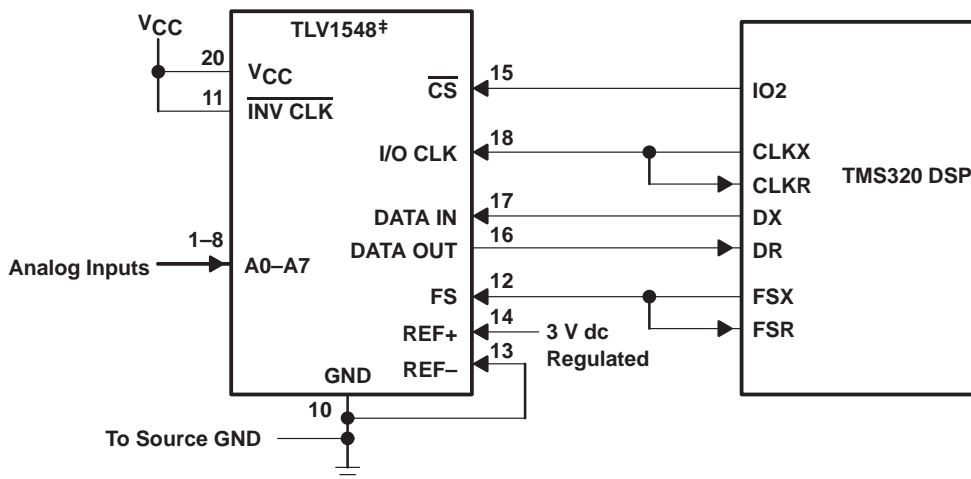 VCC
TLV1548‡
20
VCC
11
INV CLK
1–8
Analog Inputs
A0–A7
CS
15
I/O CLK
18
DATA IN
17
DATA OUT
16
FS
12
REF+
14
3 V dc
Regulated
REF–
13
GND
10
To Source GND
IO2
CLKX
CLKR
TMS320 DSP
DX
DR
FSX
FSR